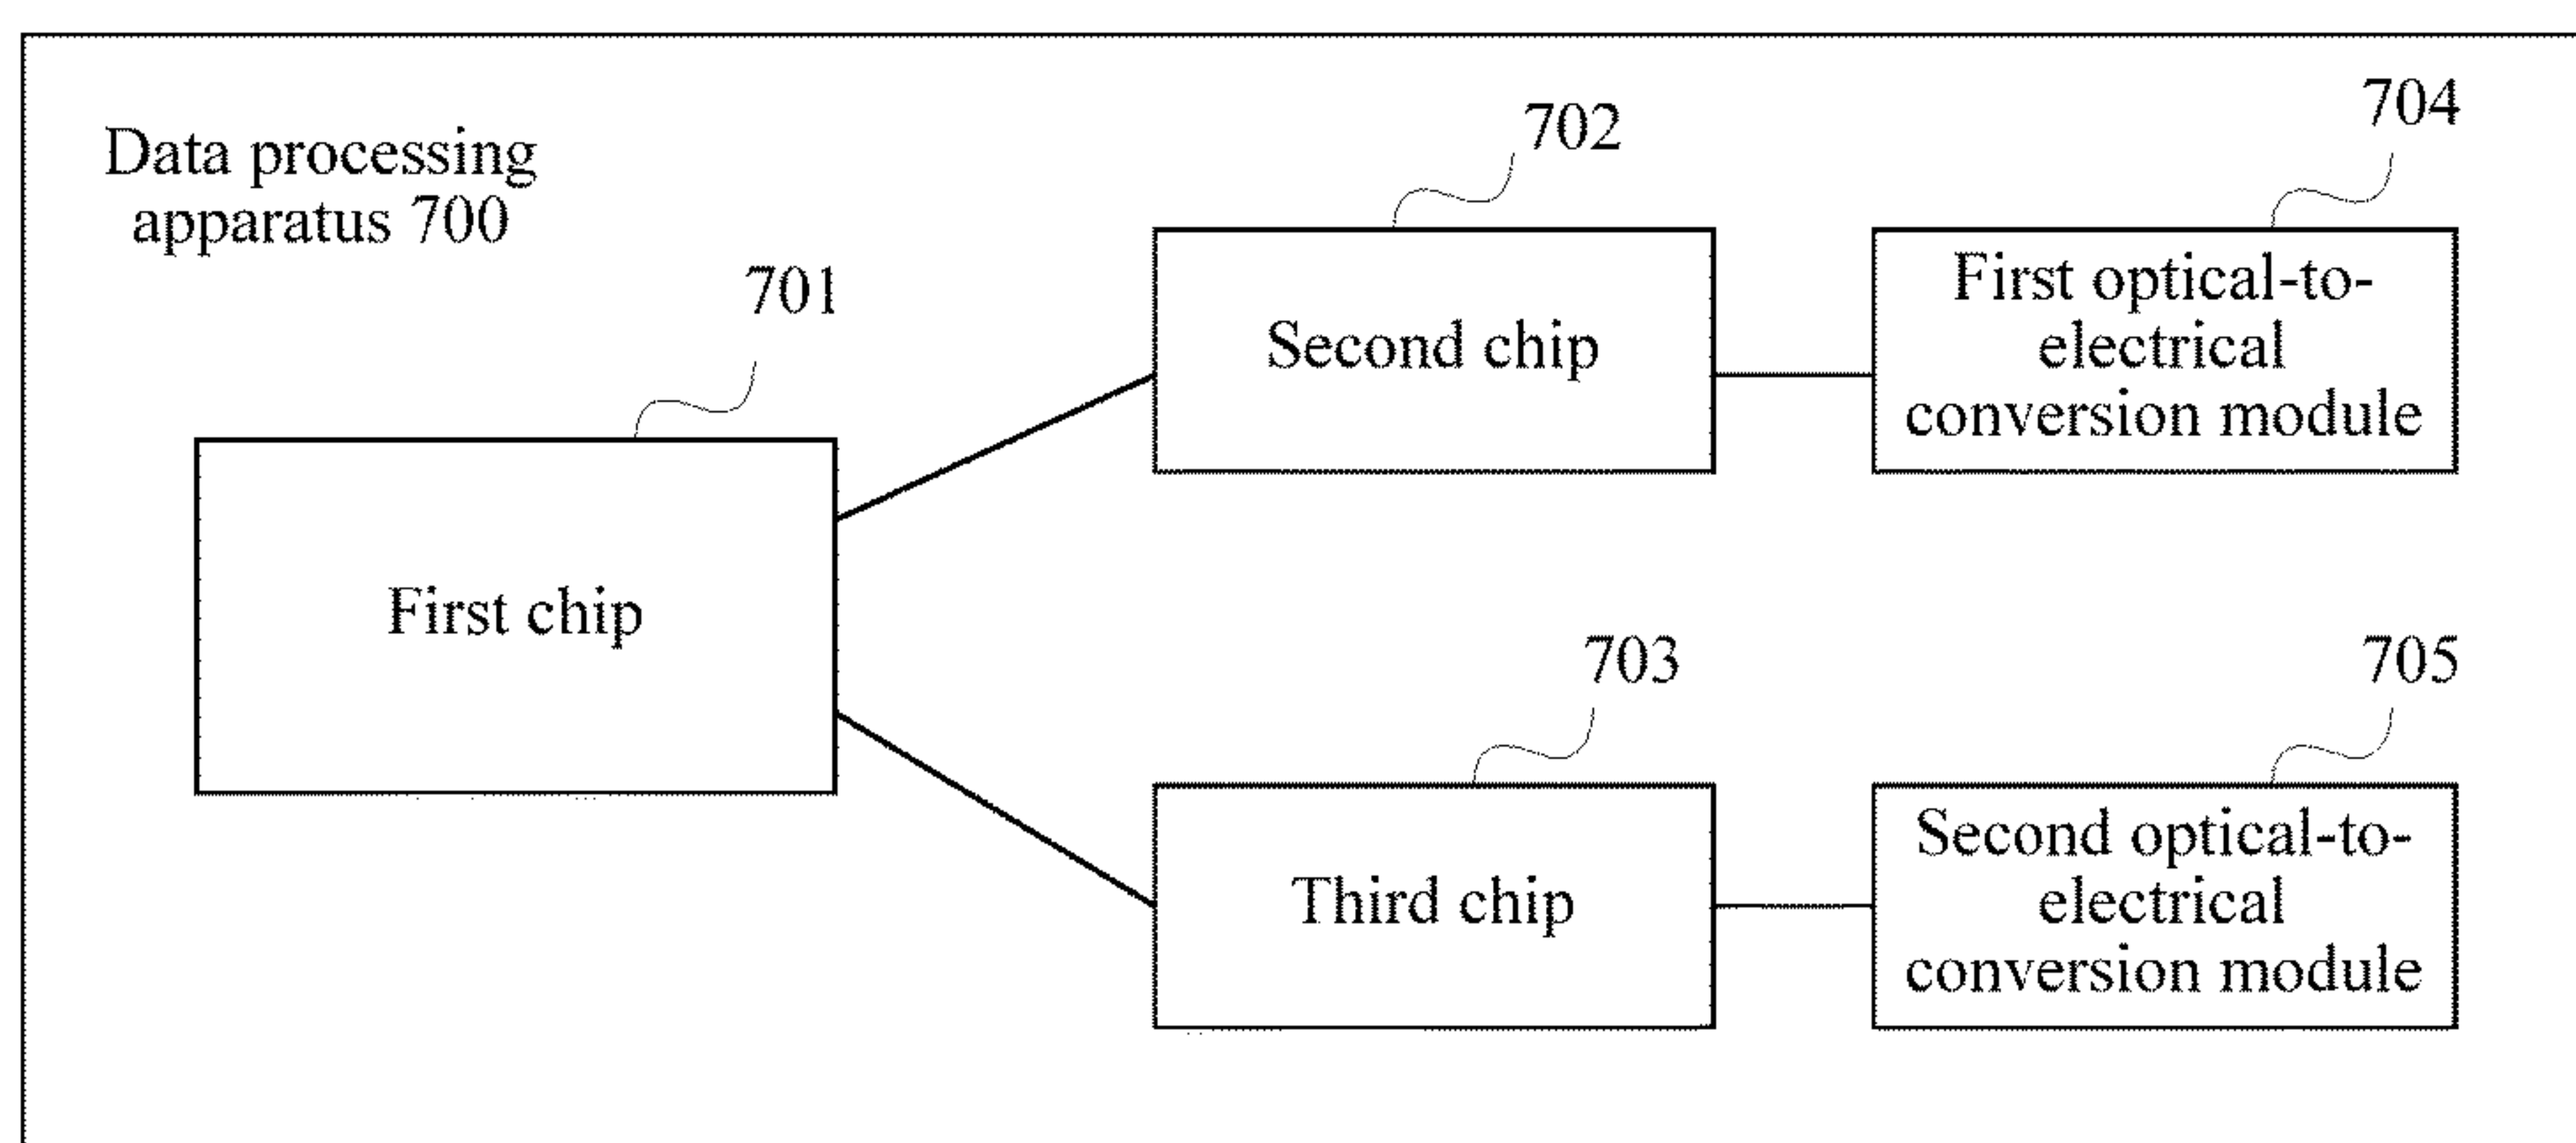 Data processing
apparatus 700
701
First chip
702
Second chip
704
First optical-to-
electrical
conversion module
703
Third chip
705
Second optical-to-
electrical
conversion module